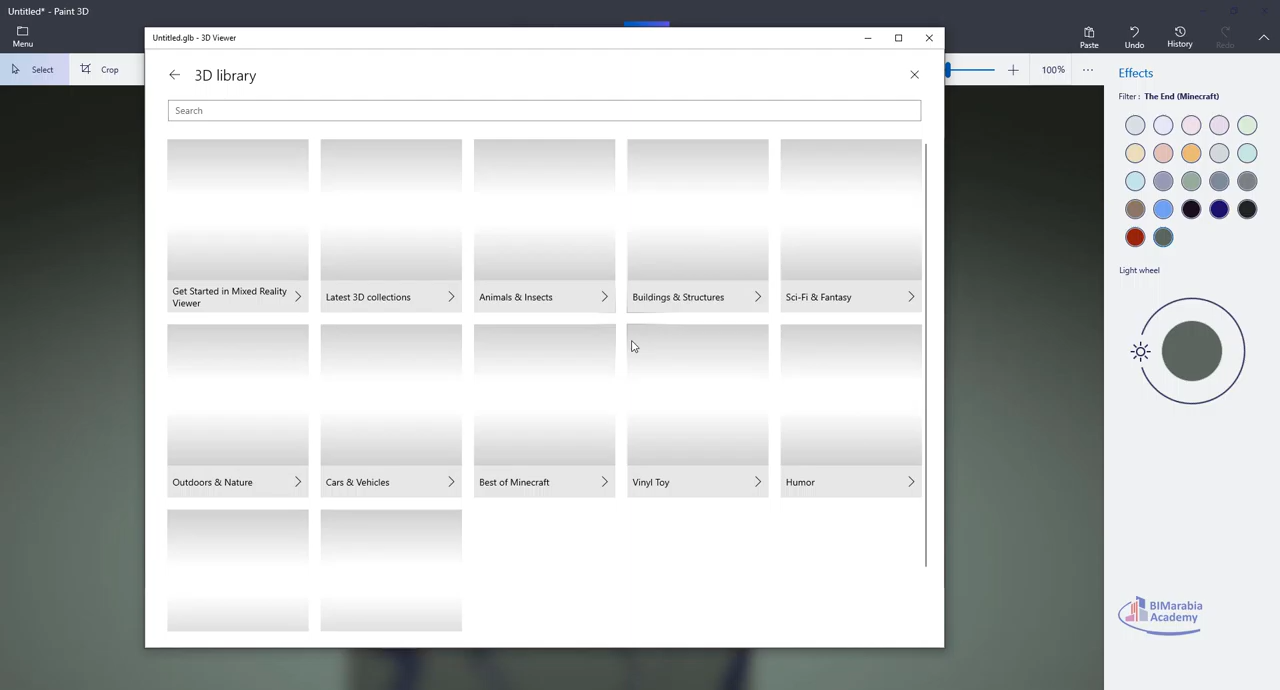 Untitled* - Paint 3D
Menu
Paste
Undo
History
Redo
Select
Crop
100%
Untitled.glb - 3D Viewer
3D library
Search
Get Started in Mixed Reality
Viewer
Latest 3D collections
Animals & Insects
Buildings & Structures
Sci-Fi & Fantasy
Outdoors & Nature
Cars & Vehicles
Best of Minecraft
Vinyl Toy
Humor
Effects
Filter : The End (Minecraft)
Light wheel
BIMarabia
Academy